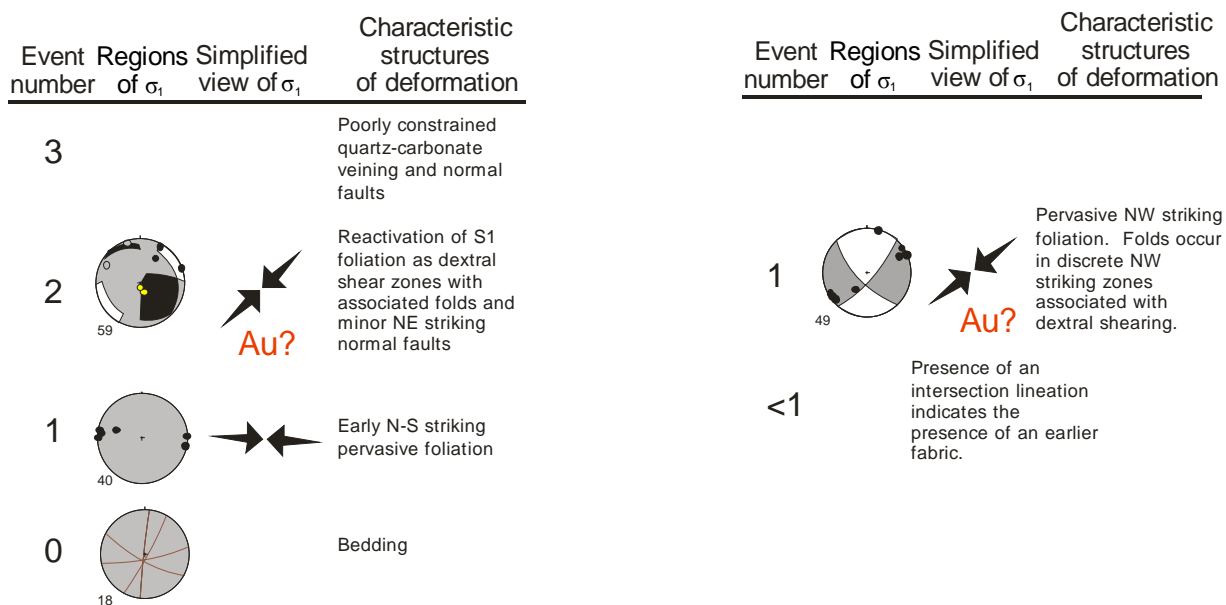 Event number Regions of σ1 Simplified view of σ1 Characteristic structures of deformation
3
Poorly constrained
quartz-carbonate
veining and normal
faults
2
59
Au?
Reactivation of S1
foliation as dextral
shear zones with
associated folds and
minor NE striking
normal faults
1
40
Early N-S striking
pervasive foliation
0
18
Bedding
Event number Regions of σ1 Simplified view of σ1 Characteristic structures of deformation
1
49
Au?
Pervasive NW striking
foliation. Folds occur
in discrete NW
striking zones
associated with
dextral shearing.
<1
Presence of an
intersection lineation
indicates the
presence of an earlier
fabric.